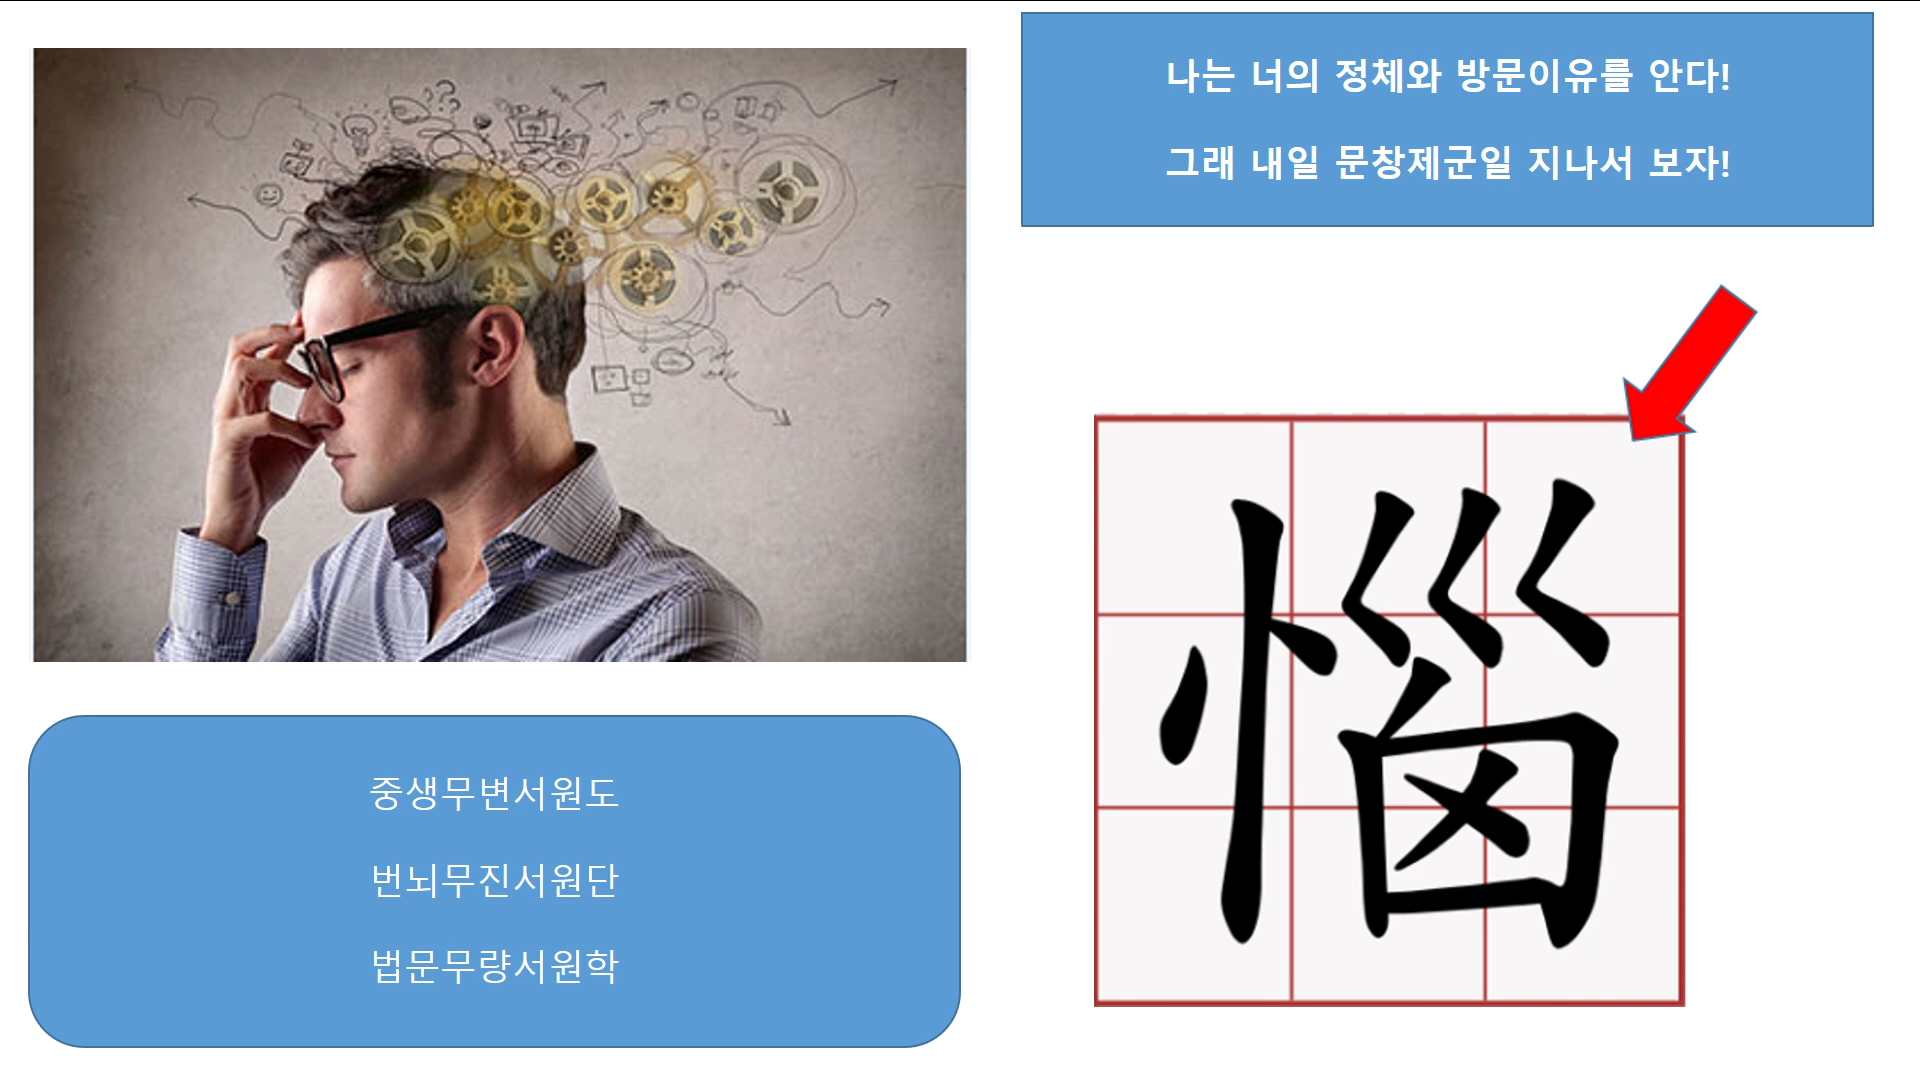 나는 너의 정체와 방문이유를 안다!
그래 내일 문창제군일 지나서 보자!
惱
중생무변서원도
번뇌무진서원단
법문무량서원학